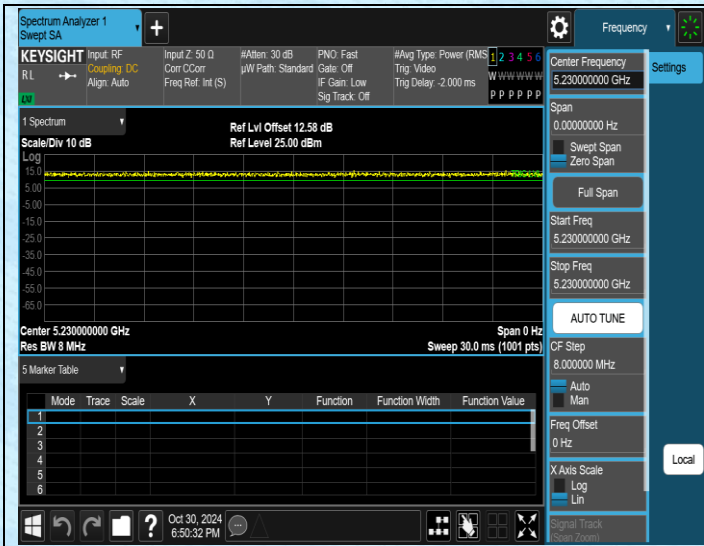 Spectrum Analyzer 1
Swept SA
Frequency
KEYSIGHT
RL
LXI
Input: RF
Coupling: DC
Align: Auto
Input Z: 50 Ω
Corr CCorr
Freq Ref: Int (S)
#Atten: 30 dB
µW Path: Standard
PNO: Fast
Gate: Off
IF Gain: Low
Sig Track: Off
#Avg Type: Power (RMS
Trig: Video
Trig Delay: -2.000 ms
1 2 3 4 5 6
W W W W W W
P P P P P P
Center Frequency
5.230000000 GHz
Settings
Span
0.00000000 Hz
Swept Span
Zero Span
Full Span
Start Freq
5.230000000 GHz
Stop Freq
5.230000000 GHz
AUTO TUNE
CF Step
8.000000 MHz
Auto
Man
Freq Offset
0 Hz
X Axis Scale
Log
Lin
Signal Track
(Span Zoom)
Local
1 Spectrum
Scale/Div 10 dB
Ref Lvl Offset 12.58 dB
Ref Level 25.00 dBm
Log
15.0
5.00
-5.00
-15.0
-25.0
-35.0
-45.0
-55.0
-65.0
Center 5.230000000 GHz
Res BW 8 MHz
Span 0 Hz
Sweep 30.0 ms (1001 pts)
5 Marker Table
Mode Trace Scale X Y Function Function Width Function Value
1
2
3
4
5
6
?
Oct 30, 2024
6:50:32 PM